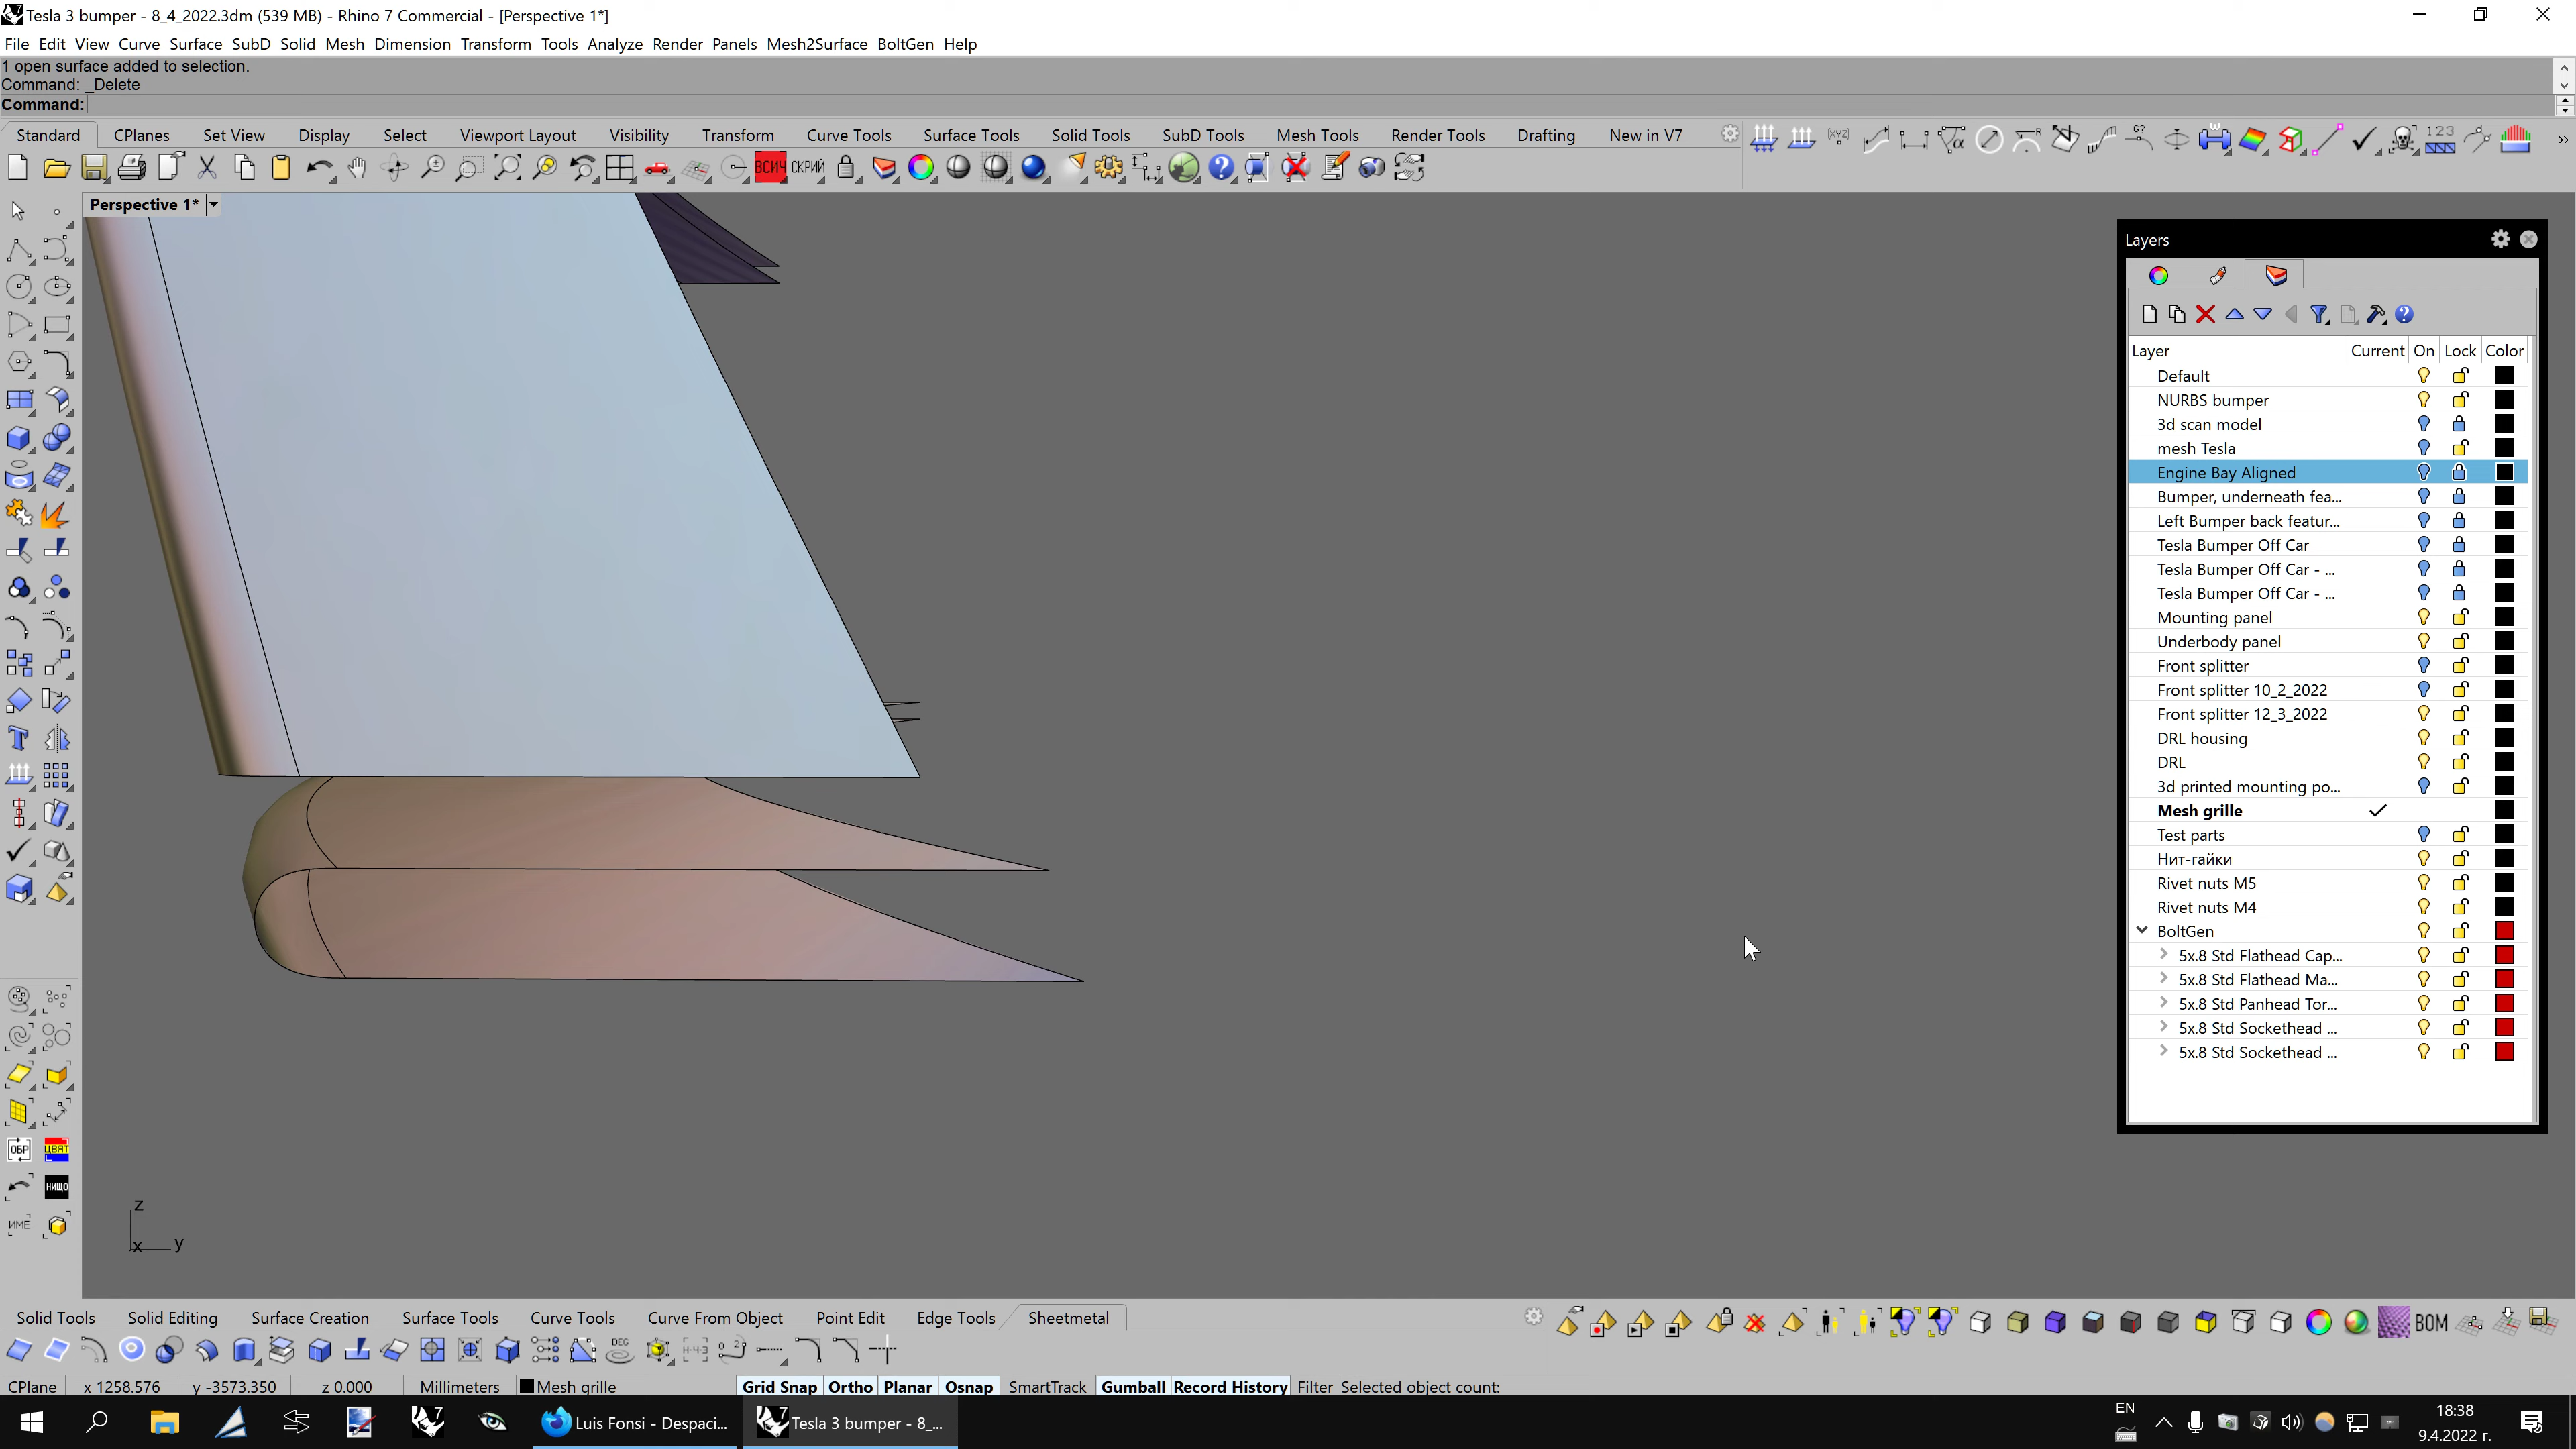 Tesla 3 bumper - 8_4_2022.3dm (539 MB) - Rhino 7 Commercial - [Perspective 1*]
File Edit View Curve Surface SubD Solid Mesh Dimension Transform Tools Analyze Render Panels Mesh2Surface BoltGen Help
1 open surface added to selection.
Command: _Delete
Command:
Standard CPlanes Set View Display Select Viewport Layout Visibility Transform Curve Tools Surface Tools Solid Tools SubD Tools Mesh Tools Render Tools Drafting New in V7
ВСИЧ СКРИЙ
Perspective 1*
Layers
Layer Current On Lock Color
Default
NURBS bumper
3d scan model
mesh Tesla
Engine Bay Aligned
Bumper, underneath fea...
Left Bumper back featur...
Tesla Bumper Off Car
Tesla Bumper Off Car - ...
Tesla Bumper Off Car - ...
Mounting panel
Underbody panel
Front splitter
Front splitter 10_2_2022
Front splitter 12_3_2022
DRL housing
DRL
3d printed mounting po...
Mesh grille
Test parts
Нит-гайки
Rivet nuts M5
Rivet nuts M4
BoltGen
5x.8 Std Flathead Cap...
5x.8 Std Flathead Ma...
5x.8 Std Panhead Tor...
5x.8 Std Sockethead ...
5x.8 Std Sockethead ...
ОБР ЦВЯТ
НИЩО
ИМЕ
z
x y
Solid Tools Solid Editing Surface Creation Surface Tools Curve Tools Curve From Object Point Edit Edge Tools Sheetmetal
BOM
DEG
CPlane x 1258.576 y -3573.350 z 0.000 Millimeters Mesh grille Grid Snap Ortho Planar Osnap SmartTrack Gumball Record History Filter Selected object count:
Luis Fonsi - Despaci... Tesla 3 bumper - 8_...
EN
18:38
9.4.2022 г.